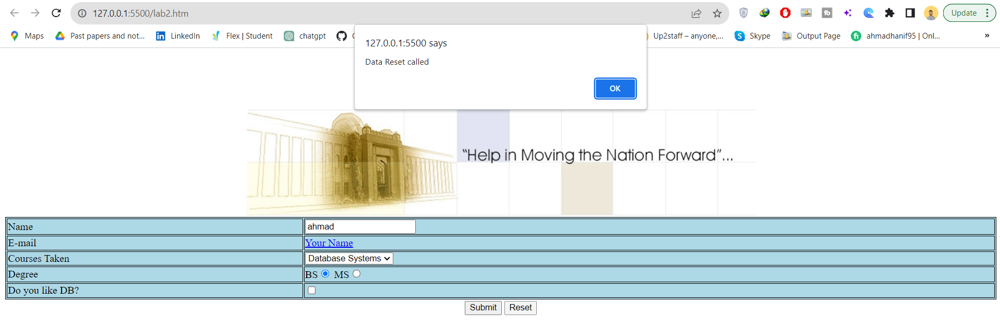 127.0.0.1:5500/lab2.htm
Update
Maps Past papers and not... LinkedIn Flex | Student chatgpt Up2staff – anyone,... Skype Output Page ahmadhanif95 | Onl... »
127.0.0.1:5500 says
Data Reset called
OK
“Help in Moving the Nation Forward”...
Name ahmad
E-mail Your Name
Courses Taken Database Systems
Degree BS MS
Do you like DB?
Submit Reset